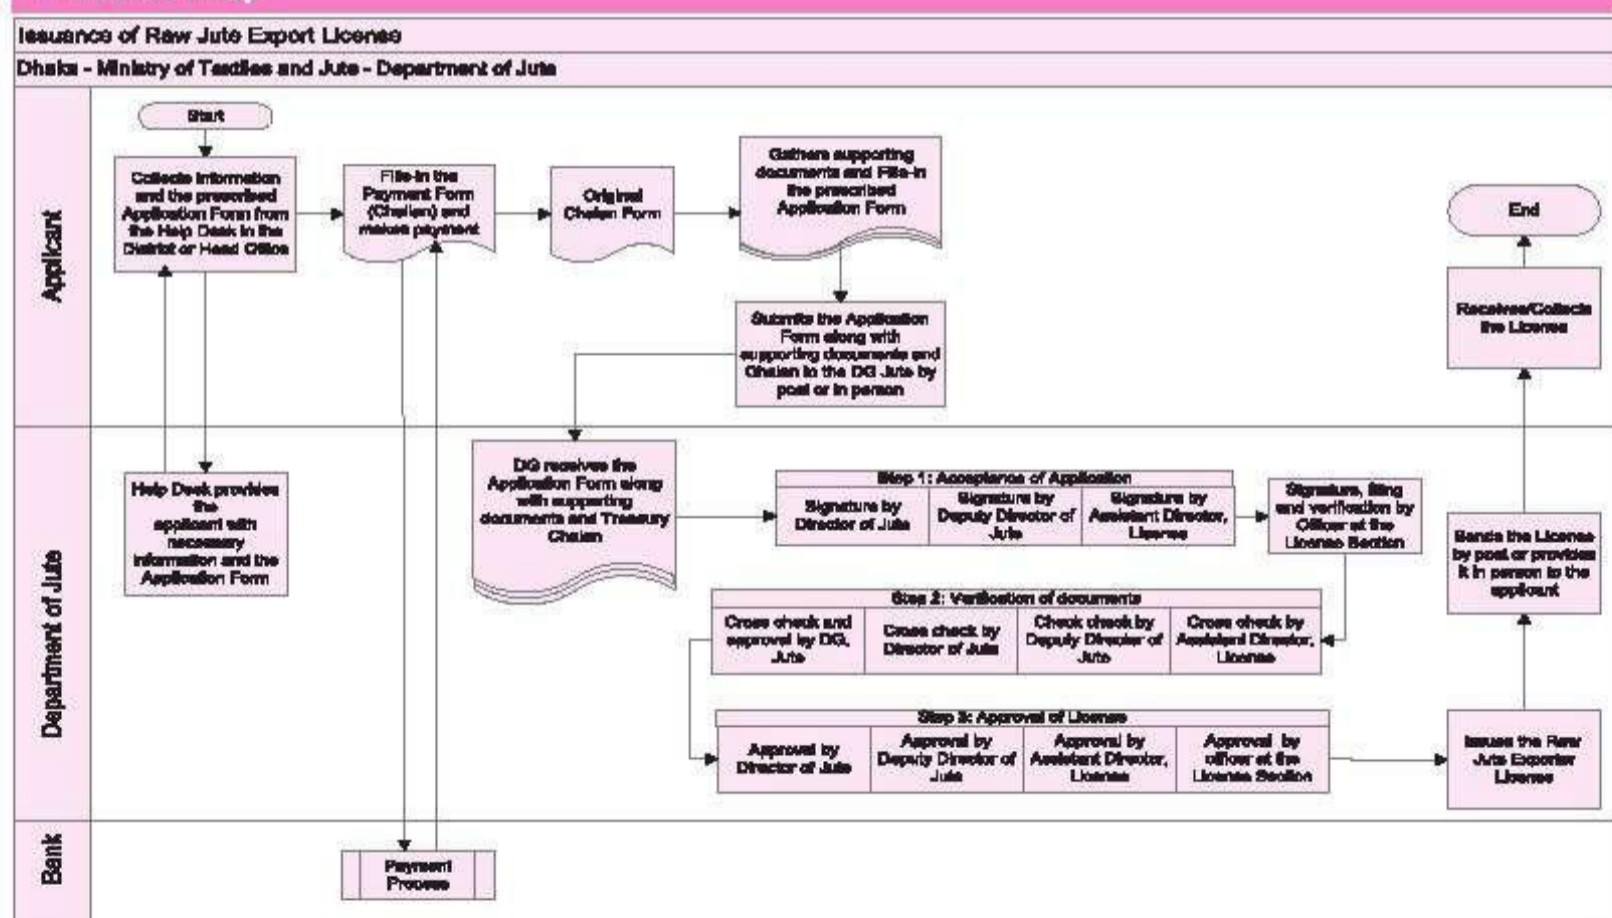 Issuance of Raw Jute Export License
Dhaka - Ministry of Textiles and Jute - Department of Jute
Applicant
Start
Collects information
and the prescribed
Application Form from
the Help Desk in the
District or Head Office
Fills-in the
Payment Form
(Chalan) and
makes payment
Original
Chalan Form
Gathers supporting
documents and Fills-in
the prescribed
Application Form
Submits the Application
Form along with
supporting documents and
Chalan to the DG Jute by
post or in person
End
Receives/Collects
the License
Department of Jute
Help Desk provides
the
applicant with
necessary
information and the
Application Form
DG receives the
Application Form along
with supporting
documents and Treasury
Chalan
Step 1: Acceptance of Application
Signature by
Director of Jute
Signature by
Deputy Director of
Jute
Signature by
Assistant Director,
License
Signature, filing
and verification by
Officer at the
License Section
Sends the License
by post or provides
it in person to the
applicant
Step 2: Verification of documents
Cross check and
approval by DG,
Jute
Cross check by
Director of Jute
Check check by
Deputy Director of
Jute
Cross check by
Assistant Director,
License
Step 3: Approval of License
Approval by
Director of Jute
Approval by
Deputy Director of
Jute
Approval by
Assistant Director,
License
Approval by
officer at the
License Section
Issues the Raw
Jute Exporter
License
Bank
Payment
Process